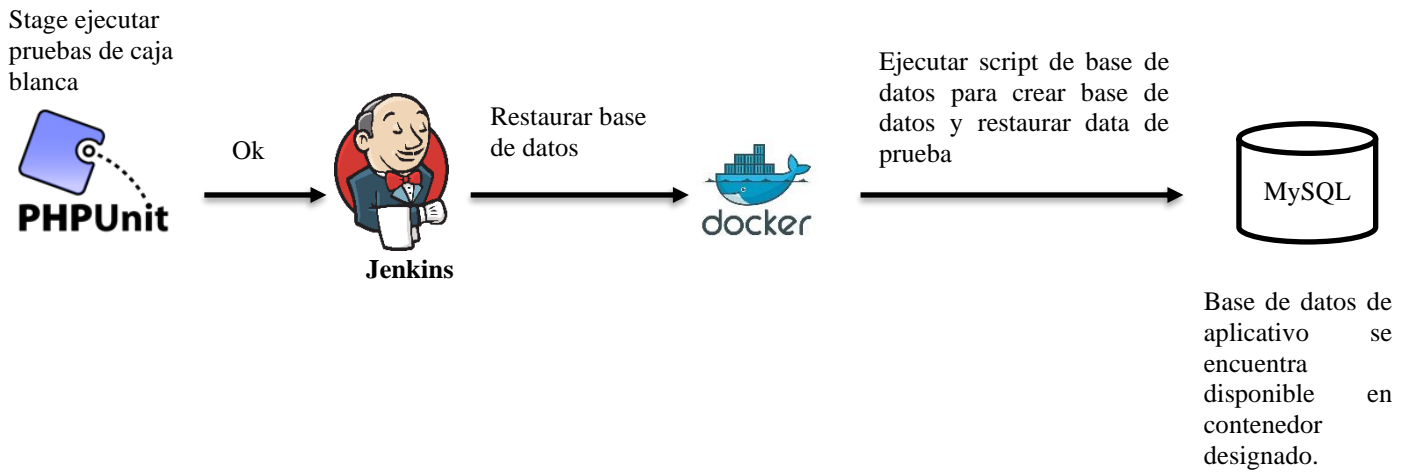 Stage ejecutar
pruebas de caja
blanca
PHPUnit
Ok
Jenkins
Restaurar base
de datos
docker
Ejecutar script de base de
datos para crear base de
datos y restaurar data de
prueba
MySQL
Base de datos de
aplicativo se
encuentra
disponible en
contenedor
designado.